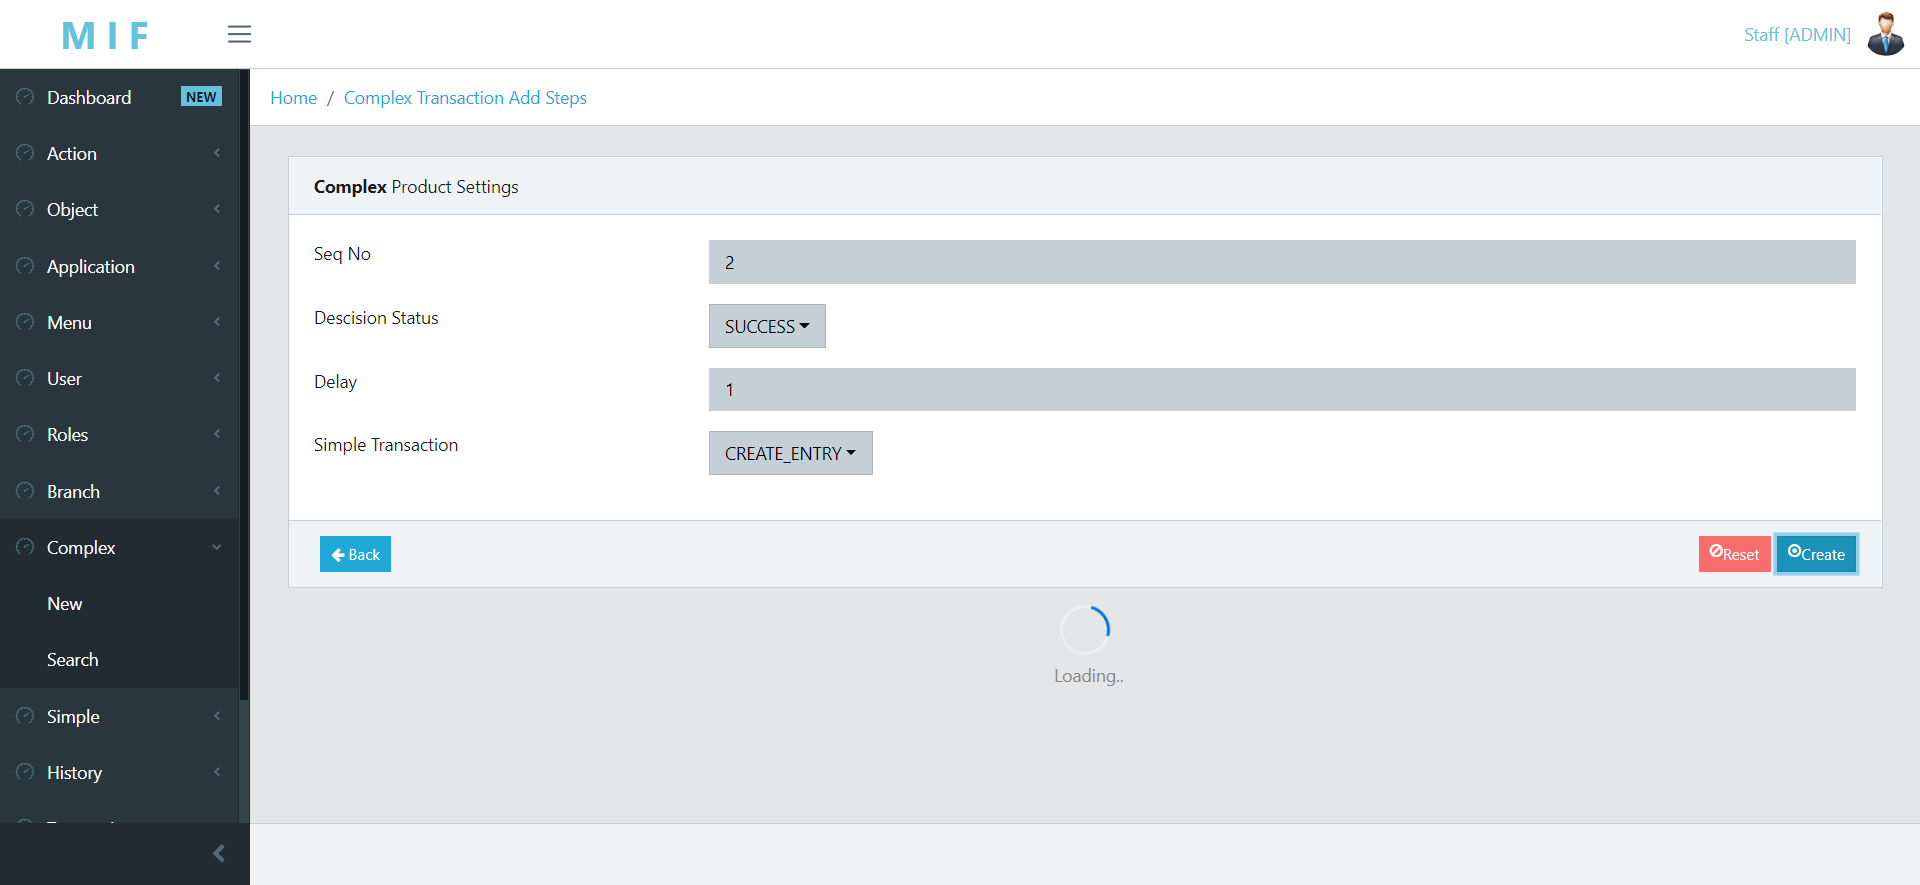 M I F
Staff [ADMIN]
Dashboard NEW
Action
Object
Application
Menu
User
Roles
Branch
Complex
New
Search
Simple
History
Home / Complex Transaction Add Steps
Complex Product Settings
Seq No 2
Descision Status SUCCESS
Delay 1
Simple Transaction CREATE_ENTRY
Back Reset Create
Loading..